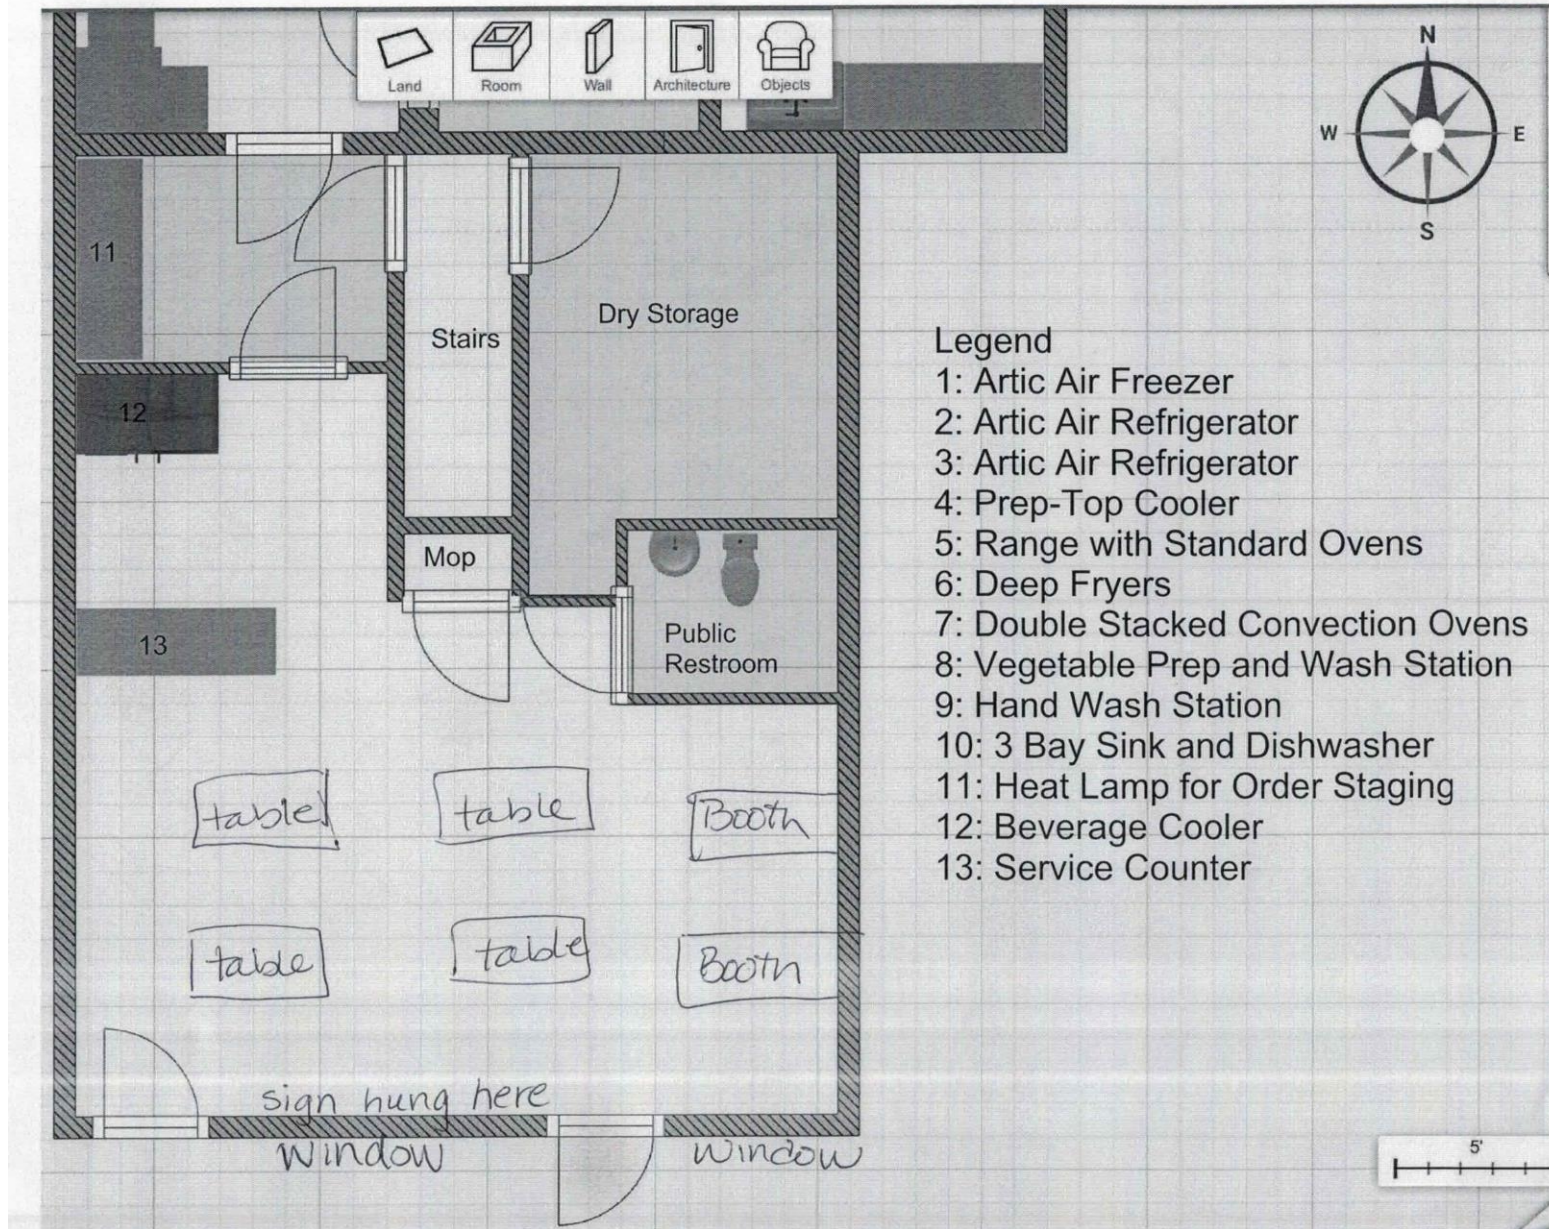 Land Room Wall Architecture Objects
N
W E
S
11
Stairs
Dry Storage
12
Mop
13
Public
Restroom
Legend
1: Artic Air Freezer
2: Artic Air Refrigerator
3: Artic Air Refrigerator
4: Prep-Top Cooler
5: Range with Standard Ovens
6: Deep Fryers
7: Double Stacked Convection Ovens
8: Vegetable Prep and Wash Station
9: Hand Wash Station
10: 3 Bay Sink and Dishwasher
11: Heat Lamp for Order Staging
12: Beverage Cooler
13: Service Counter
table table Booth
table table Booth
sign hung here
window window
5'